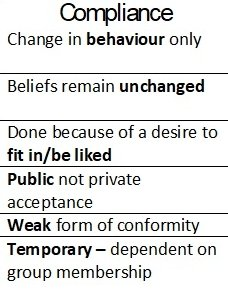 Compliance
Change in behaviour only
Beliefs remain unchanged
Done because of a desire to
fit in/be liked
Public not private
acceptance
Weak form of conformity
Temporary – dependent on
group membership